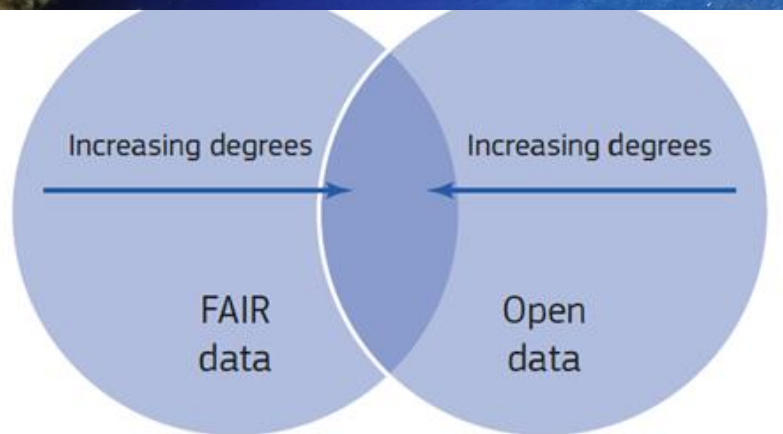 Increasing degrees
Increasing degrees
FAIR
data
Open
data